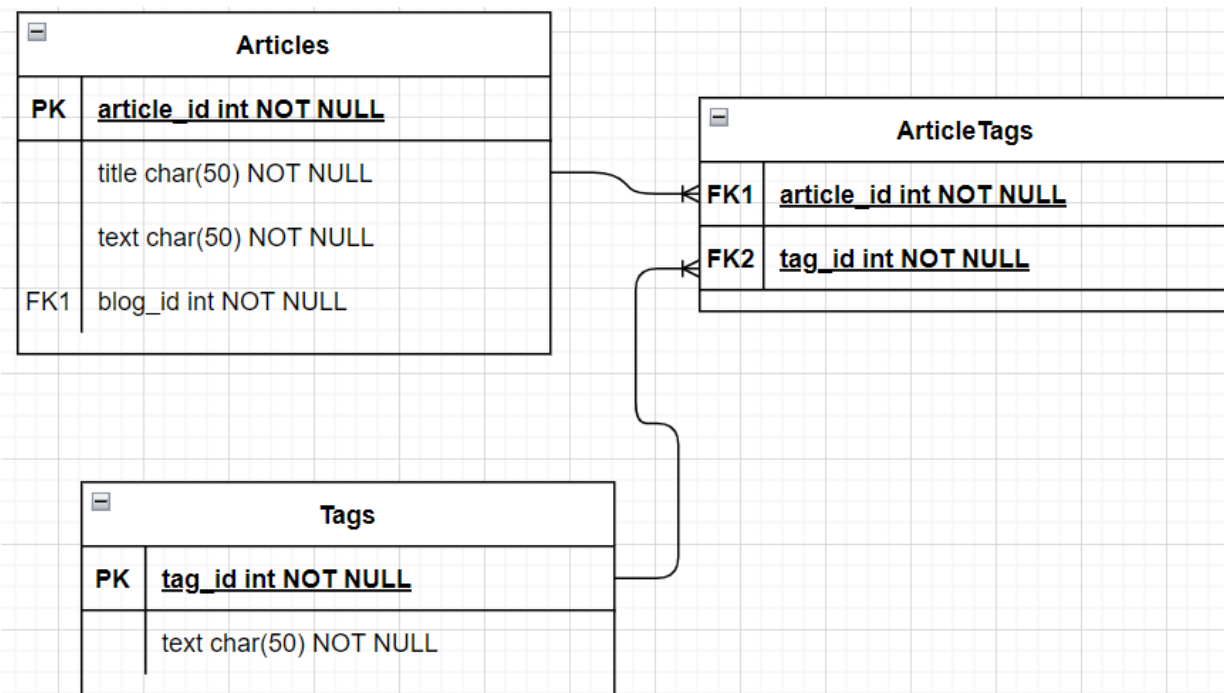 Articles
PK article_id int NOT NULL
title char(50) NOT NULL
text char(50) NOT NULL
FK1 blog_id int NOT NULL
ArticleTags
FK1 article_id int NOT NULL
FK2 tag_id int NOT NULL
Tags
PK tag_id int NOT NULL
text char(50) NOT NULL